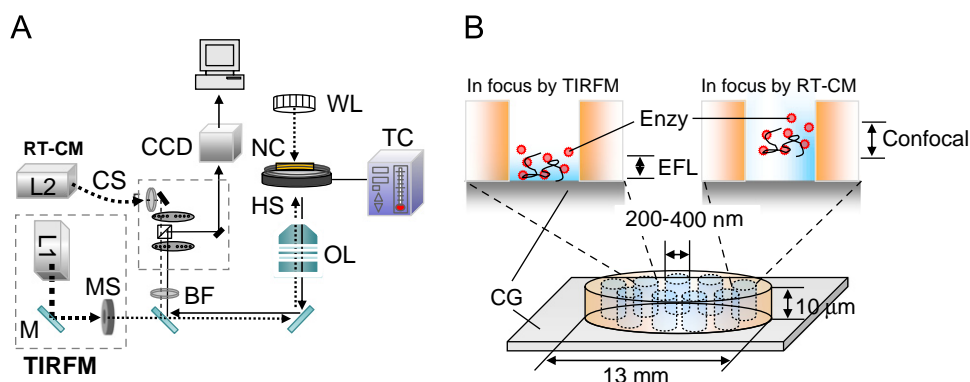 A
RT-CM
L2
CS
CCD
WL
NC
TC
HS
OL
L1
MS
M
BF
TIRFM
B
In focus by TIRFM
In focus by RT-CM
Enzy
Confocal
EFL
200-400 nm
CG
10 μm
13 mm